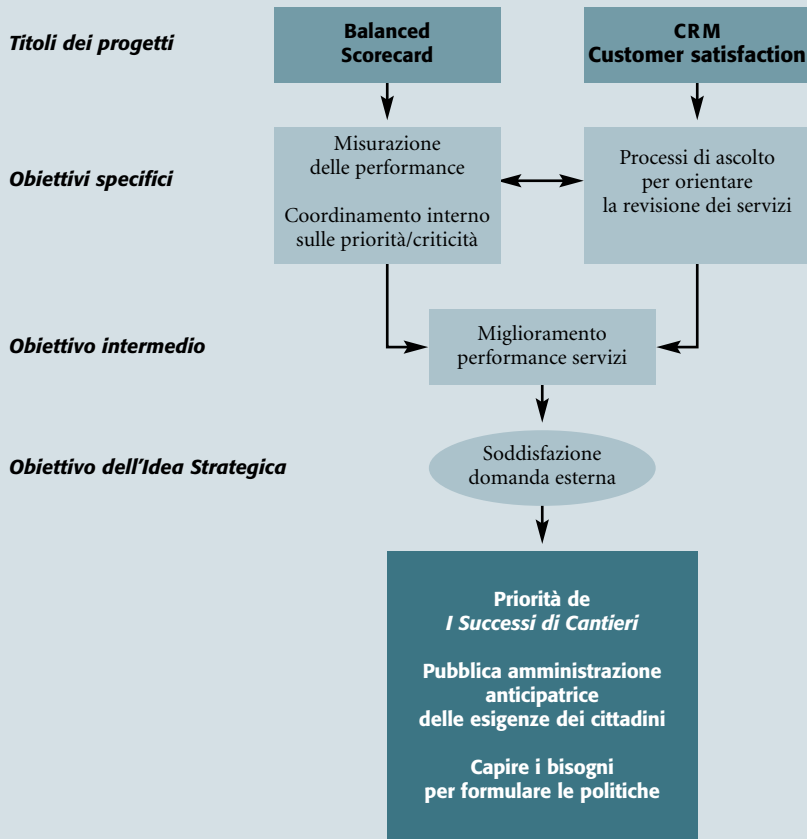 Titoli dei progetti
Balanced
Scorecard
CRM
Customer satisfaction
Obiettivi specifici
Misurazione
delle performance
Coordinamento interno
sulle priorità/criticità
Processi di ascolto
per orientare
la revisione dei servizi
Obiettivo intermedio
Miglioramento
performance servizi
Obiettivo dell'Idea Strategica
Soddisfazione
domanda esterna
Priorità de
I Successi di Cantieri
Pubblica amministrazione
anticipatrice
delle esigenze dei cittadini
Capire i bisogni
per formulare le politiche